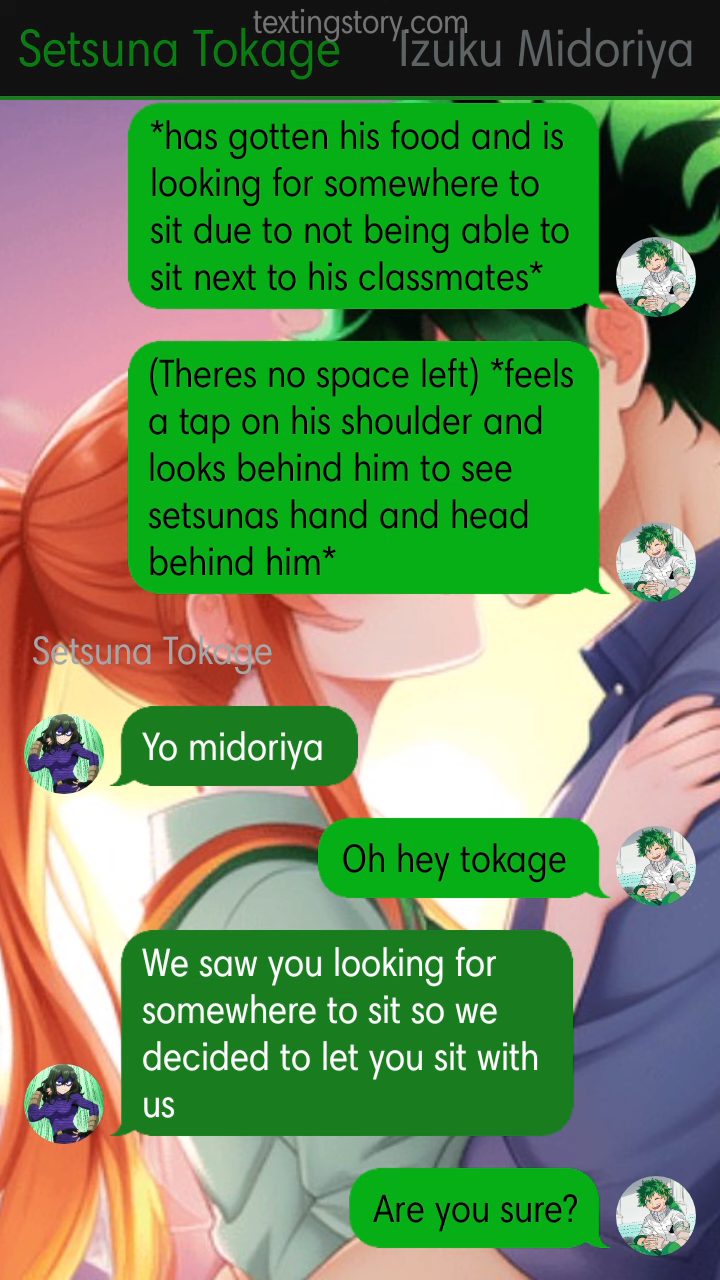 textingstory.com
Setsuna Tokage Izuku Midoriya
*has gotten his food and is
looking for somewhere to
sit due to not being able to
sit next to his classmates*
(Theres no space left) *feels
a tap on his shoulder and
looks behind him to see
setsunas hand and head
behind him*
Setsuna Tokage
Yo midoriya
Oh hey tokage
We saw you looking for
somewhere to sit so we
decided to let you sit with
us
Are you sure?